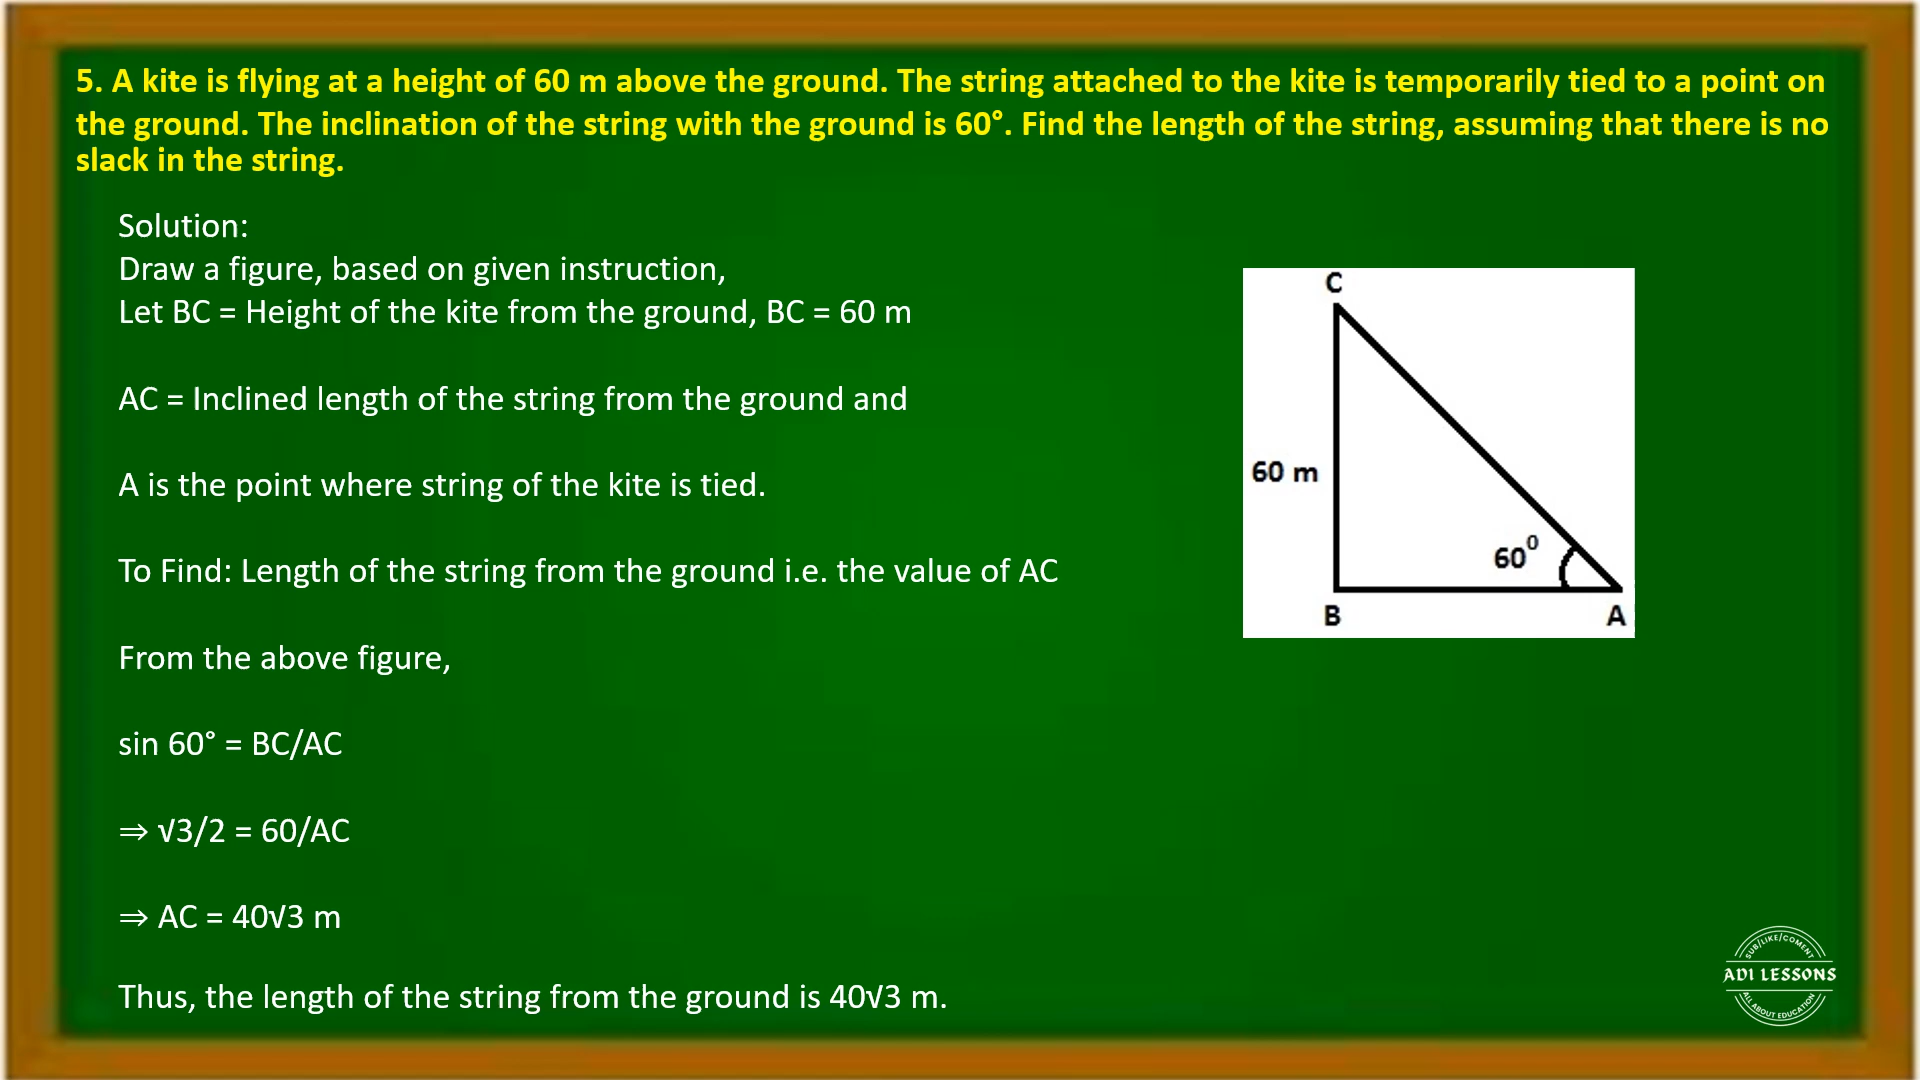 5. A kite is flying at a height of 60 m above the ground. The string attached to the kite is temporarily tied to a point on
the ground. The inclination of the string with the ground is 60°. Find the length of the string, assuming that there is no
slack in the string.
Solution:
Draw a figure, based on given instruction,
Let BC = Height of the kite from the ground, BC = 60 m
AC = Inclined length of the string from the ground and
A is the point where string of the kite is tied.
To Find: Length of the string from the ground i.e. the value of AC
From the above figure,
sin 60° = BC/AC
⇒ √3/2 = 60/AC
⇒ AC = 40√3 m
Thus, the length of the string from the ground is 40√3 m.
C
60 m
60⁰
B
A
SUB/LIKE/COMENT
ADI LESSONS
ALL ABOUT EDUCATION